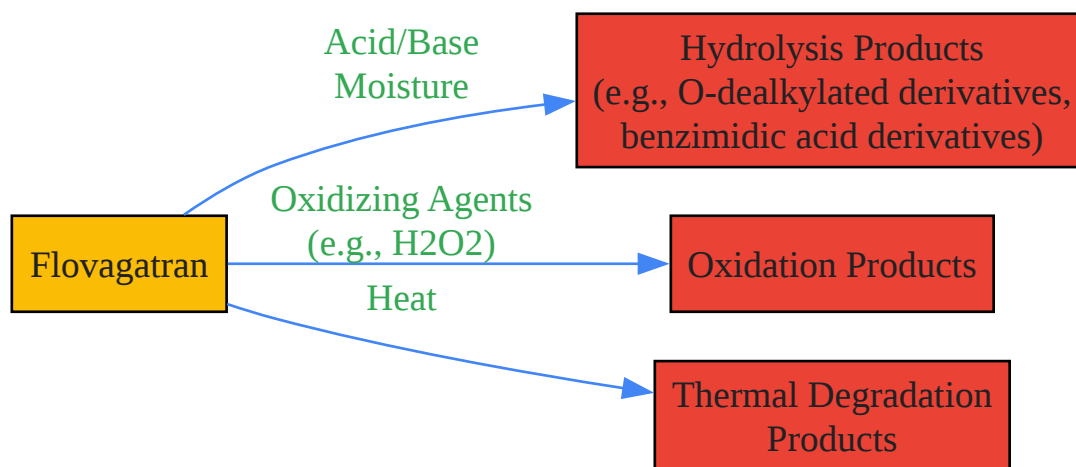 Acid/Base
Moisture
Hydrolysis Products
(e.g., O-dealkylated derivatives,
benzimidic acid derivatives)
Flovagatran
Oxidizing Agents
(e.g., H2O2)
Oxidation Products
Heat
Thermal Degradation
Products